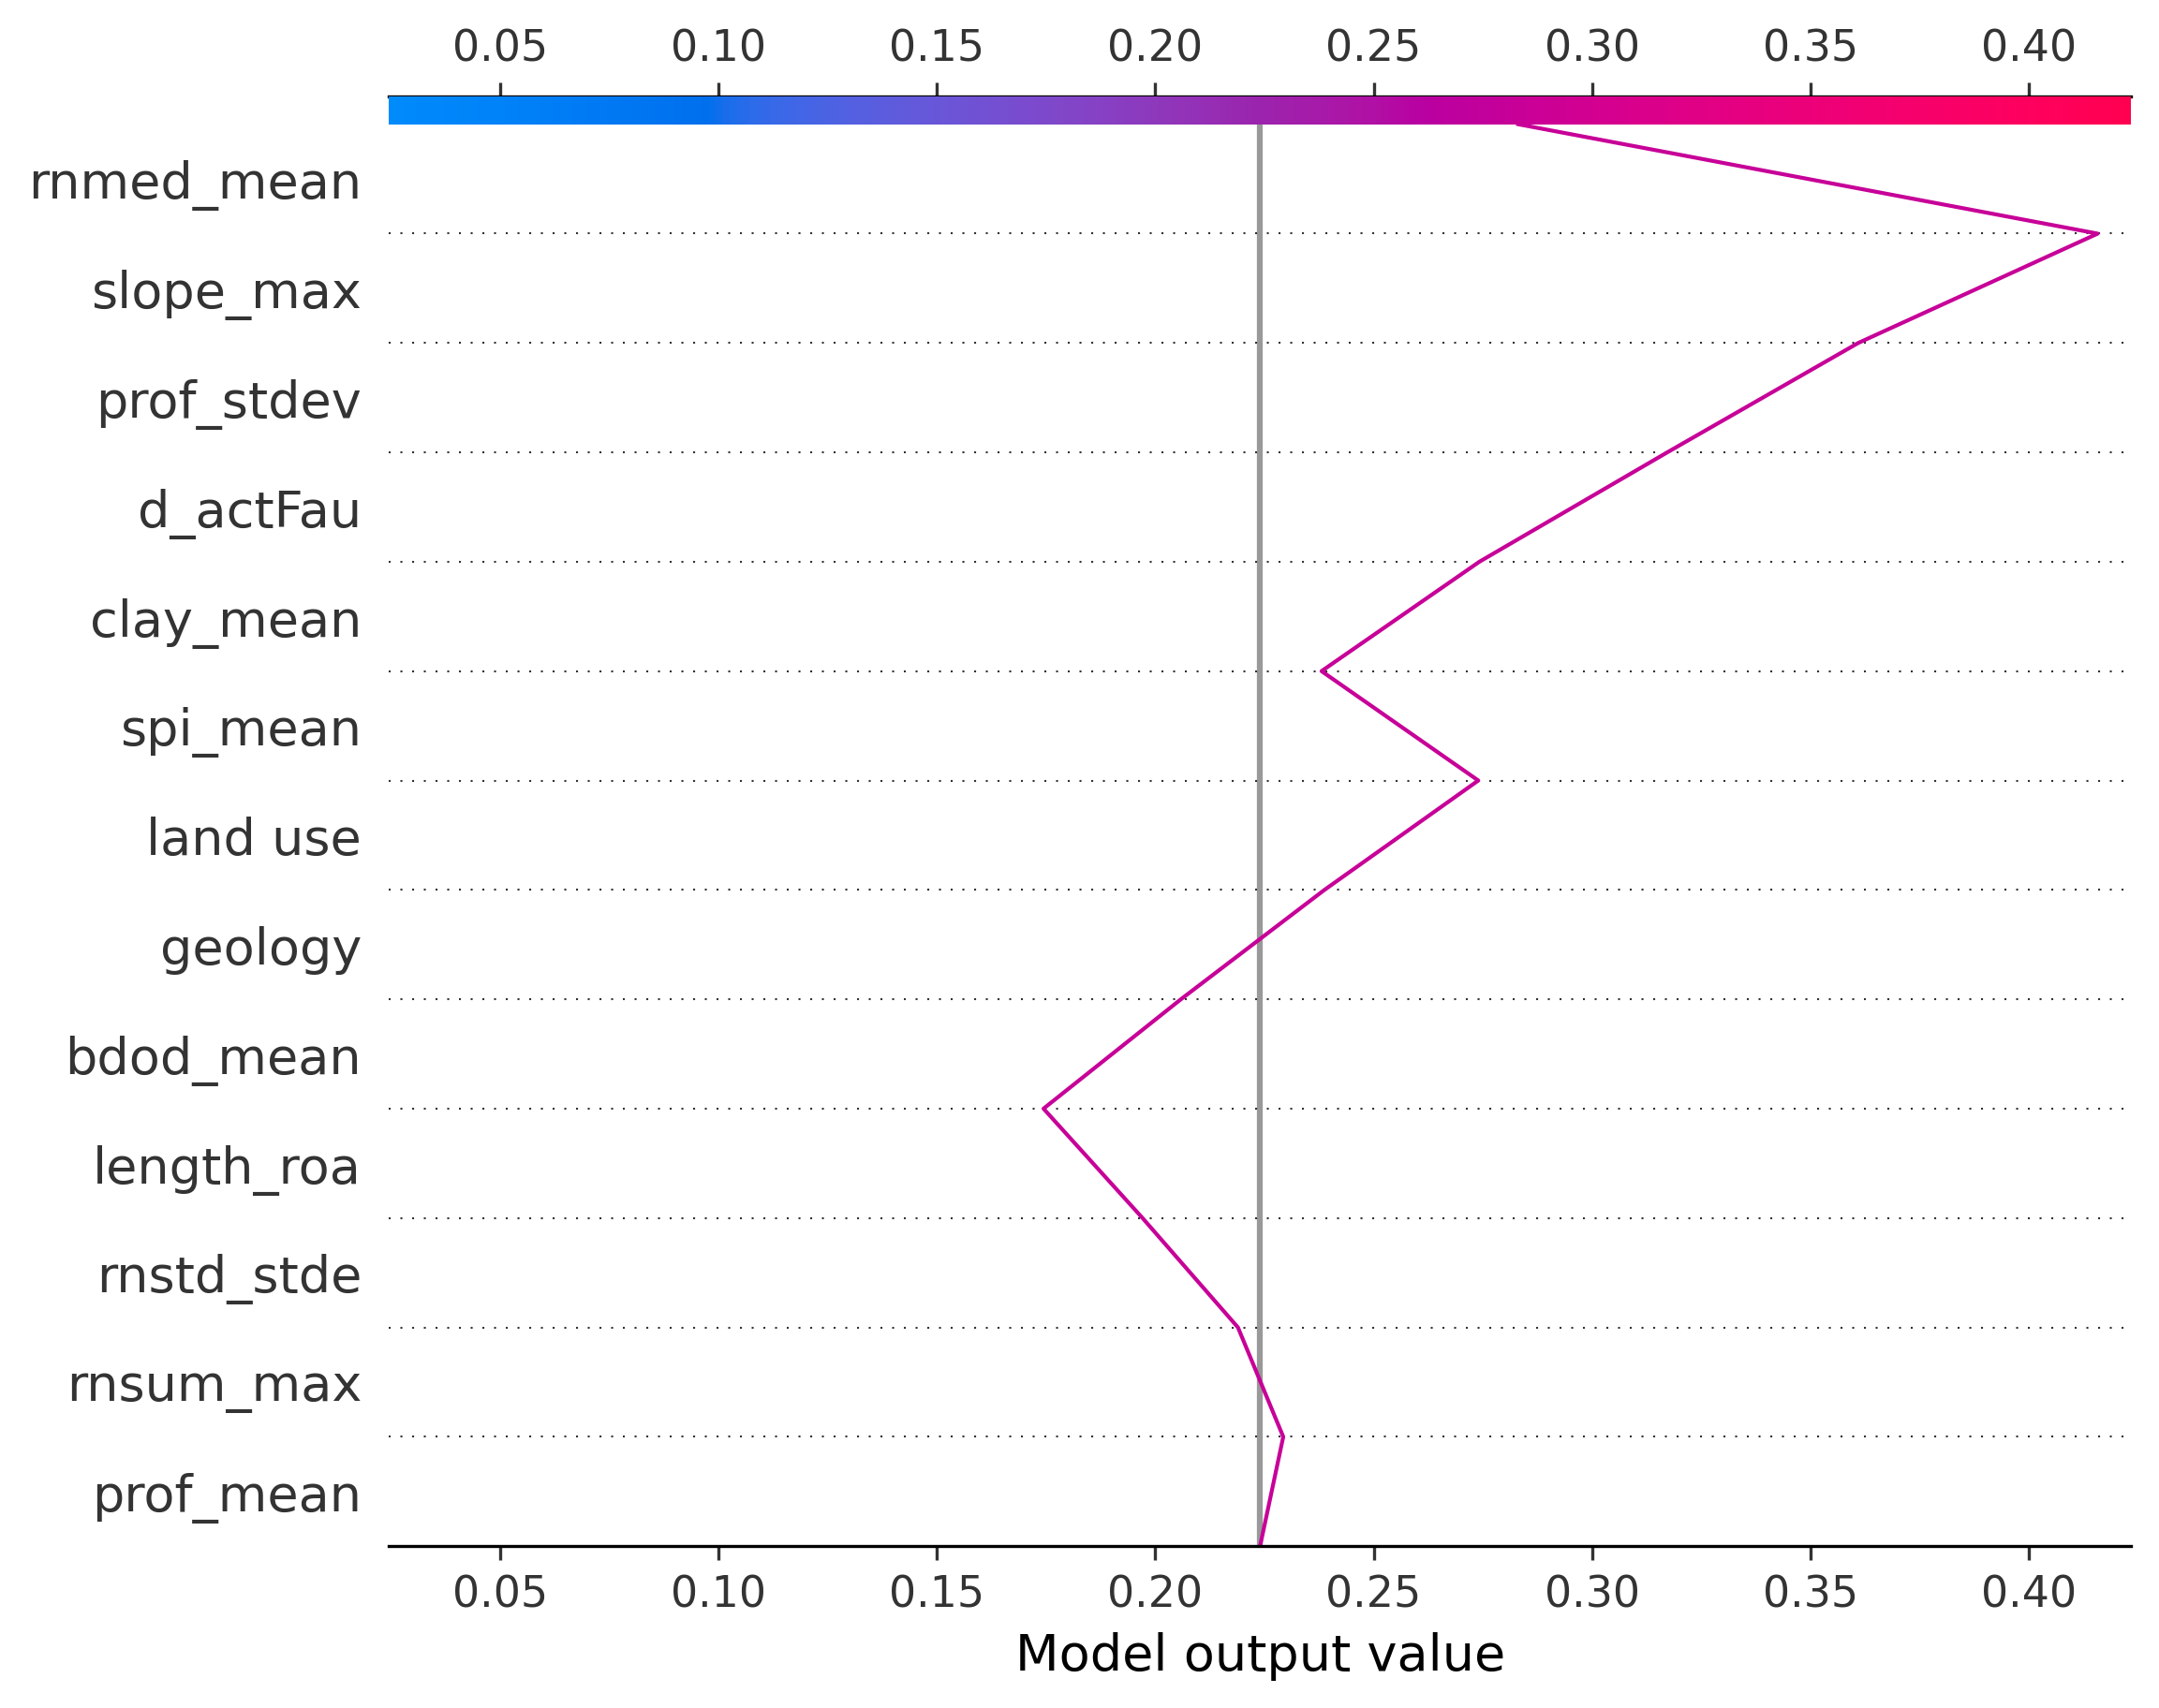 0.05 0.10 0.15 0.20 0.25 0.30 0.35 0.40
rnmed_mean
slope_max
prof_stdev
d_actFau
clay_mean
spi_mean
land use
geology
bdod_mean
length_roa
rnstd_stde
rnsum_max
prof_mean
0.05 0.10 0.15 0.20 0.25 0.30 0.35 0.40
Model output value